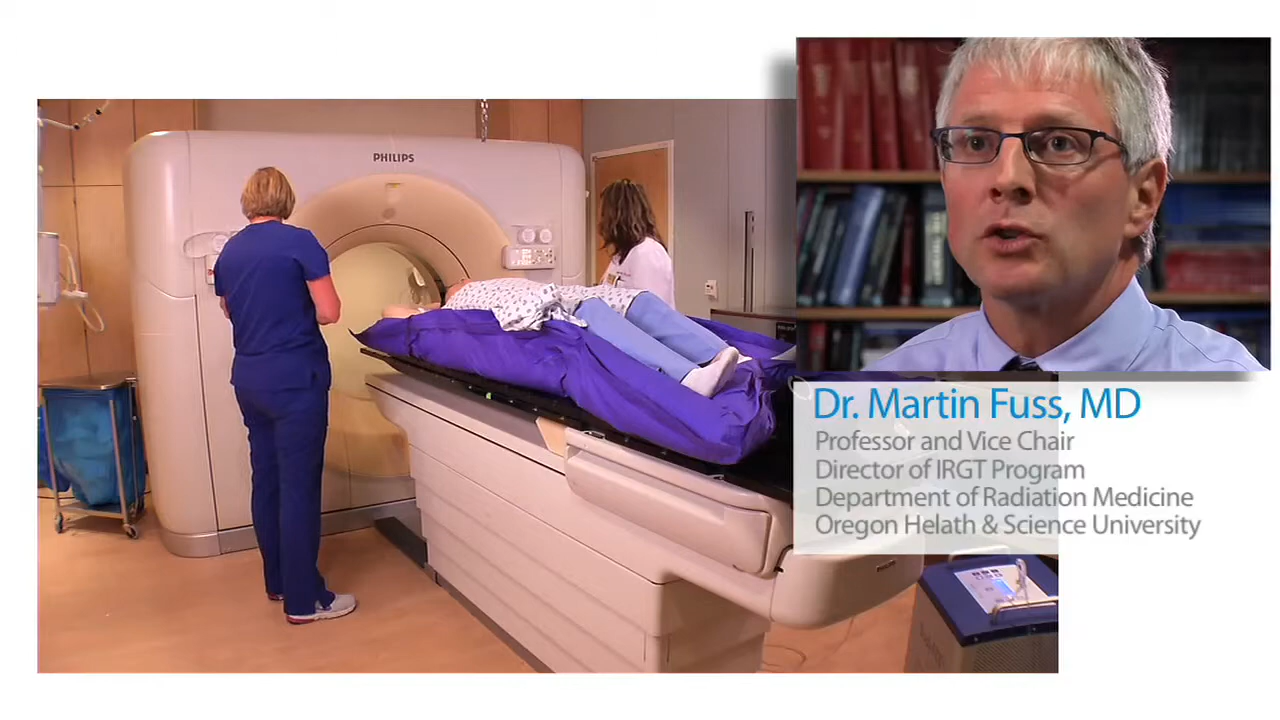 PHILIPS
Dr. Martin Fuss, MD
Professor and Vice Chair
Director of IRGT Program
Department of Radiation Medicine
Oregon Helath & Science University